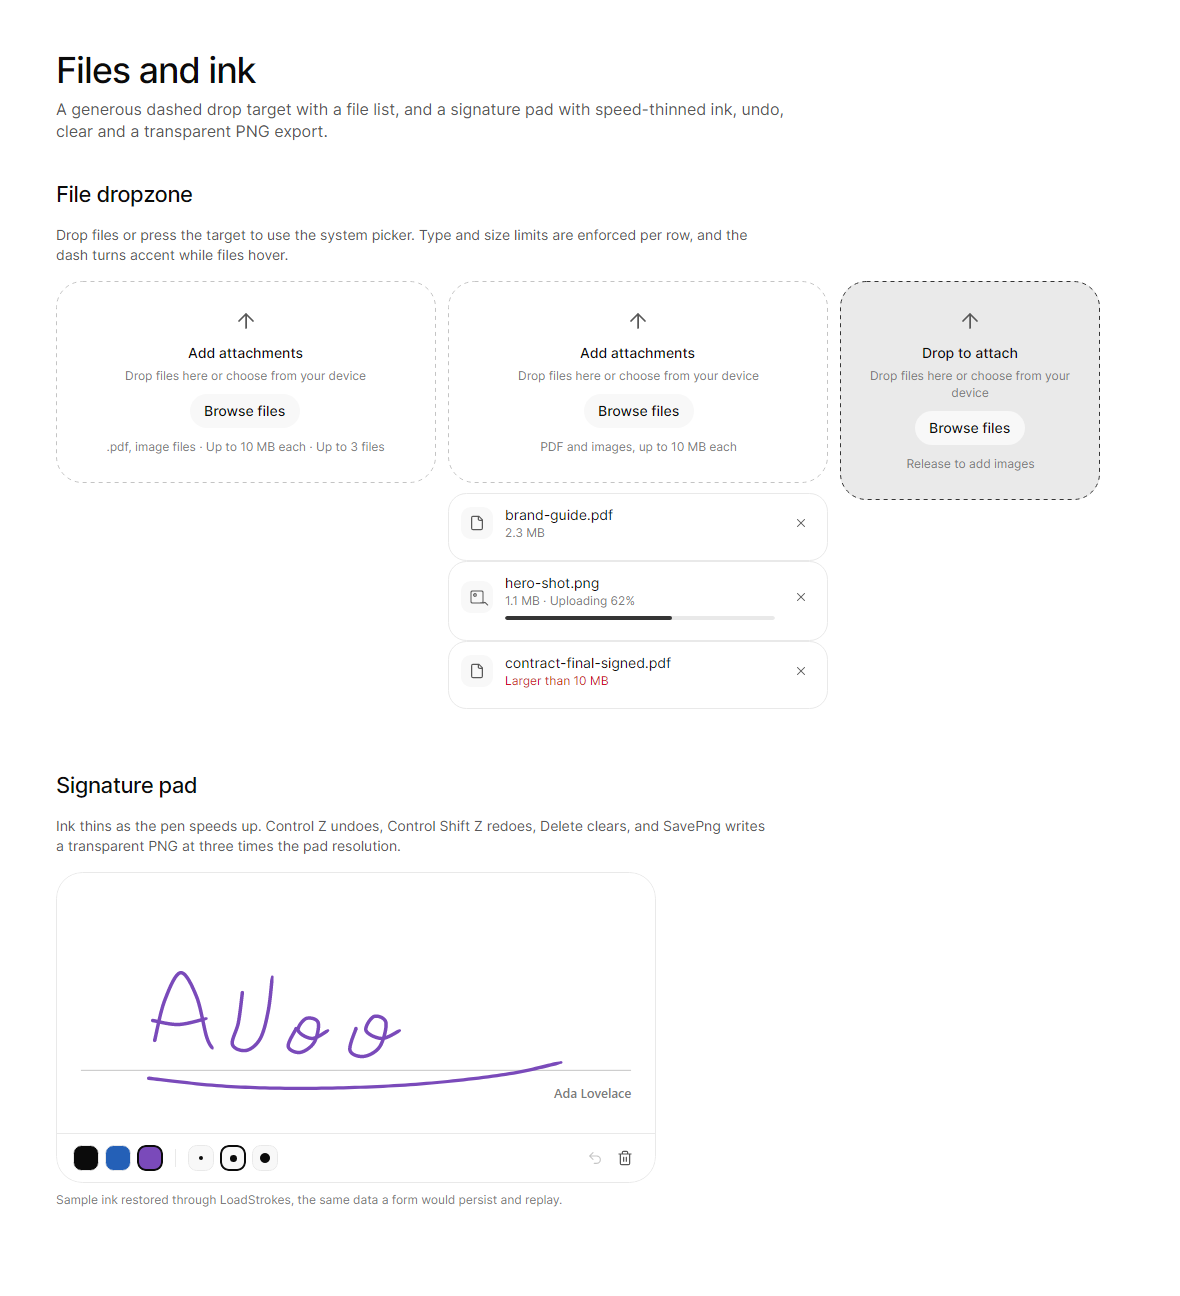 Files and ink
A generous dashed drop target with a file list, and a signature pad with speed-thinned ink, undo,
clear and a transparent PNG export.
File dropzone
Drop files or press the target to use the system picker. Type and size limits are enforced per row, and the
dash turns accent while files hover.
Add attachments
Drop files here or choose from your device
Browse files
.pdf, image files · Up to 10 MB each · Up to 3 files
Add attachments
Drop files here or choose from your device
Browse files
PDF and images, up to 10 MB each
brand-guide.pdf
2.3 MB
hero-shot.png
1.1 MB · Uploading 62%
contract-final-signed.pdf
Larger than 10 MB
Drop to attach
Drop files here or choose from your
device
Browse files
Release to add images
Signature pad
Ink thins as the pen speeds up. Control Z undoes, Control Shift Z redoes, Delete clears, and SavePng writes
a transparent PNG at three times the pad resolution.
Ada Lovelace
Sample ink restored through LoadStrokes, the same data a form would persist and replay.